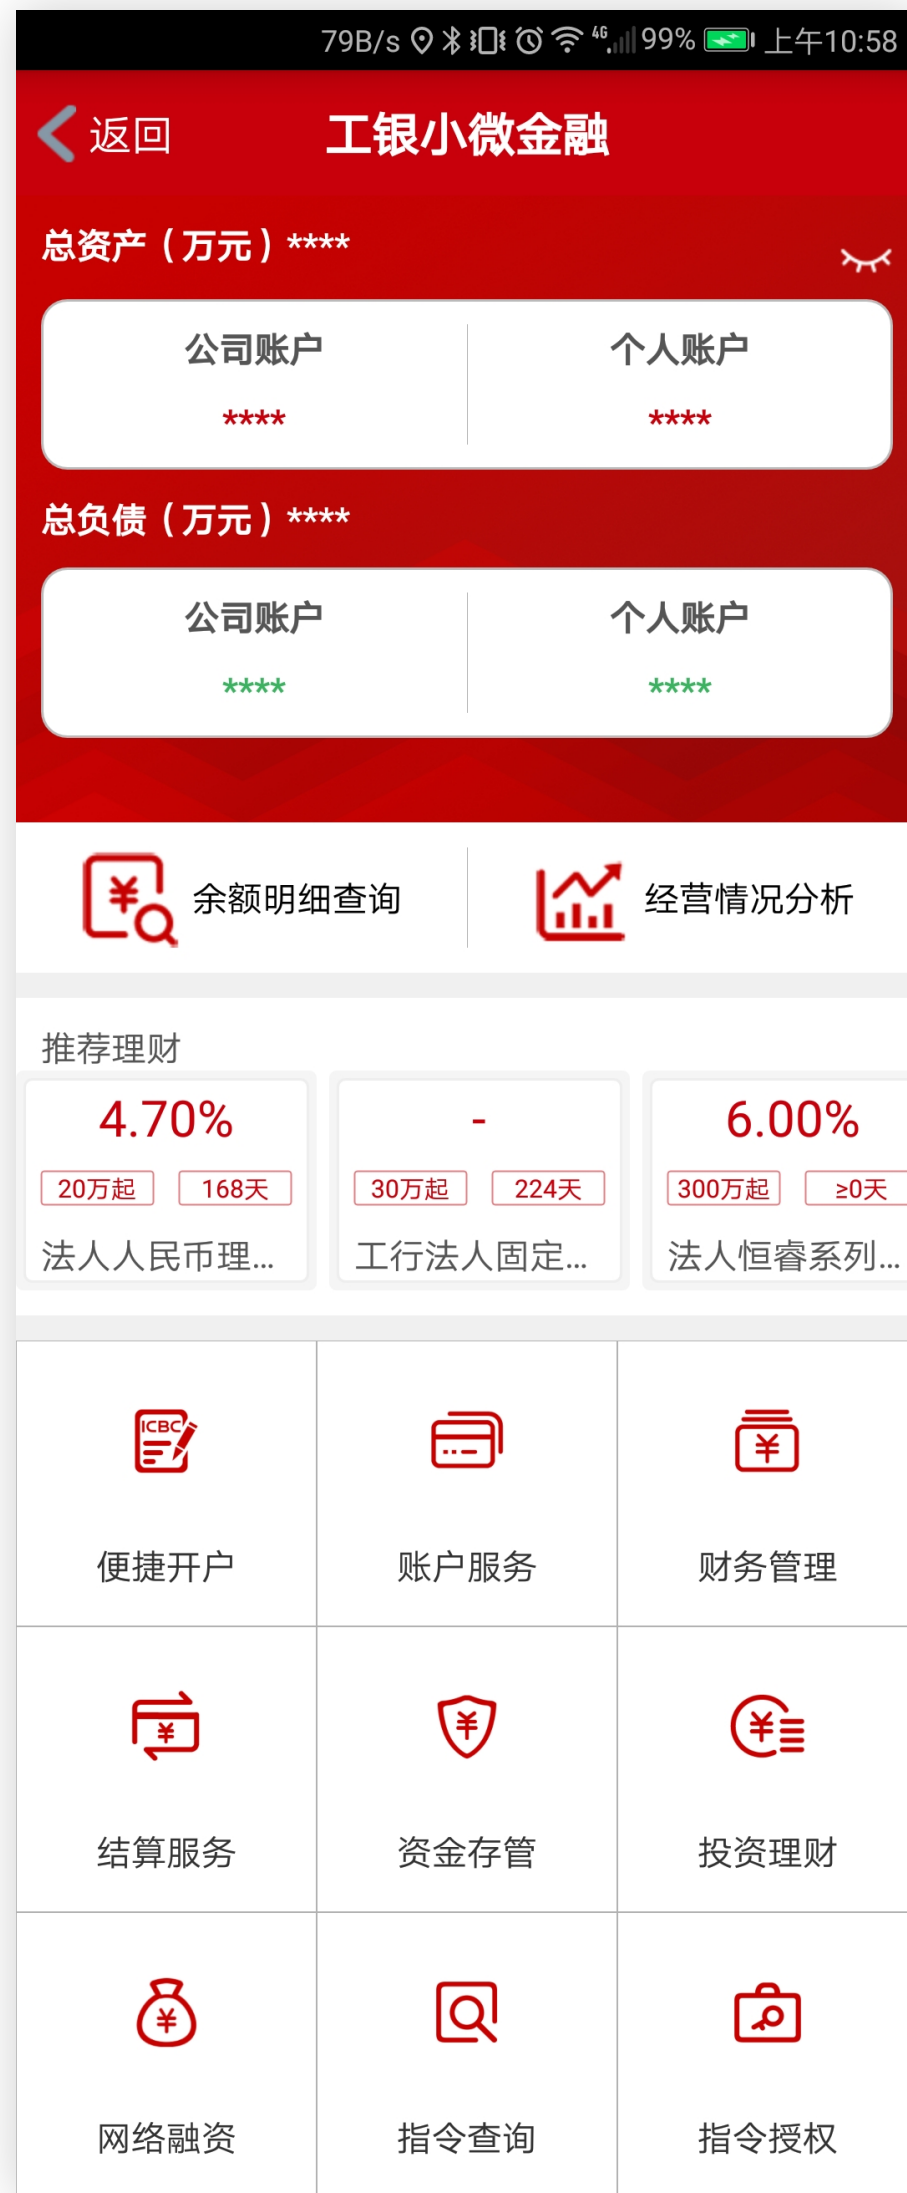 79B/s 4G 99% 上午10:58
返回 工银小微金融
总资产（万元）****
公司账户 个人账户
**** ****
总负债（万元）****
公司账户 个人账户
**** ****
余额明细查询 经营情况分析
推荐理财
4.70% - 6.00%
20万起 168天 30万起 224天 300万起 ≥0天
法人人民币理... 工行法人固定... 法人恒睿系列...
ICBC
便捷开户 账户服务 财务管理
结算服务 资金存管 投资理财
网络融资 指令查询 指令授权